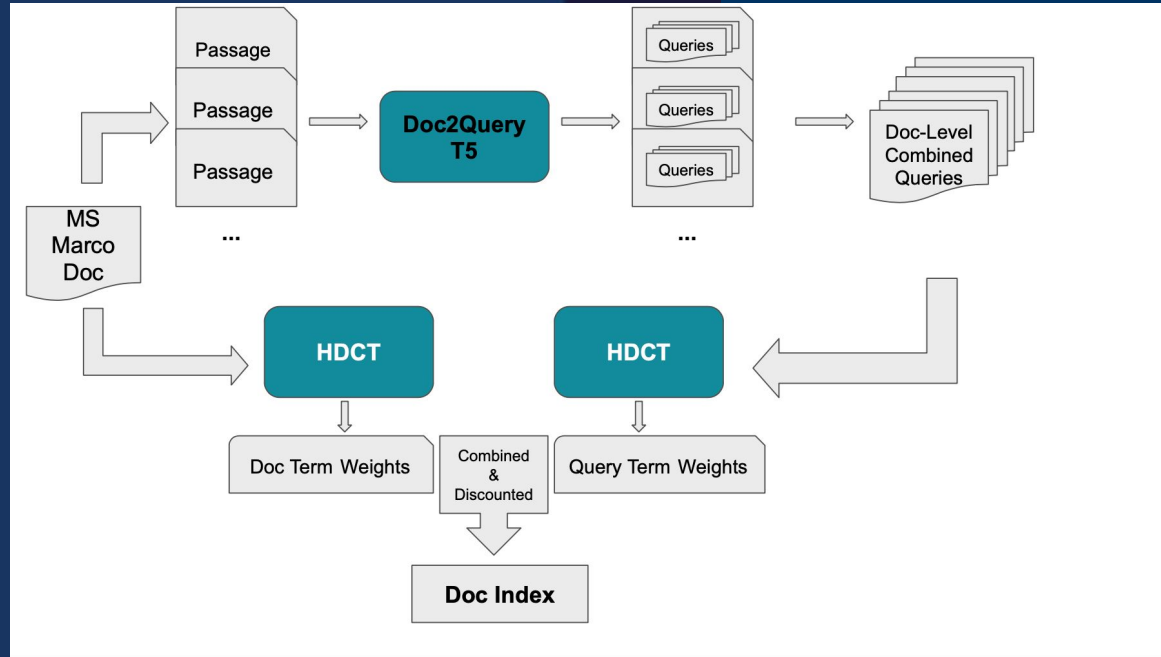 Passage
Passage
Passage
...
Doc2Query
T5
Queries
Queries
Queries
...
Doc-Level
Combined
Queries
MS
Marco
Doc
HDCT
HDCT
Doc Term Weights
Combined
&
Discounted
Query Term Weights
Doc Index